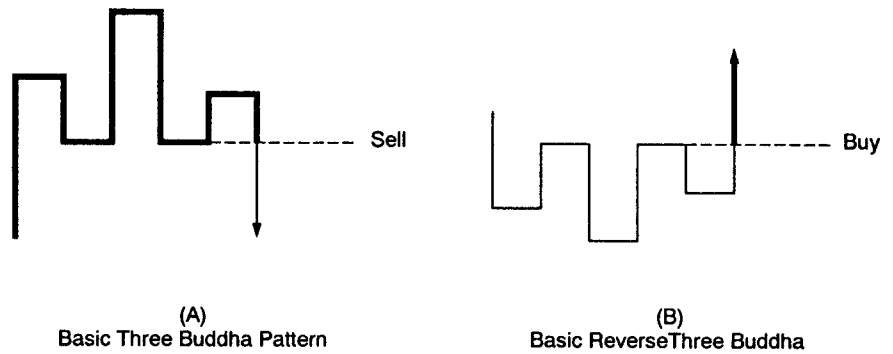 Sell
Buy
(A)
Basic Three Buddha Pattern
(B)
Basic ReverseThree Buddha